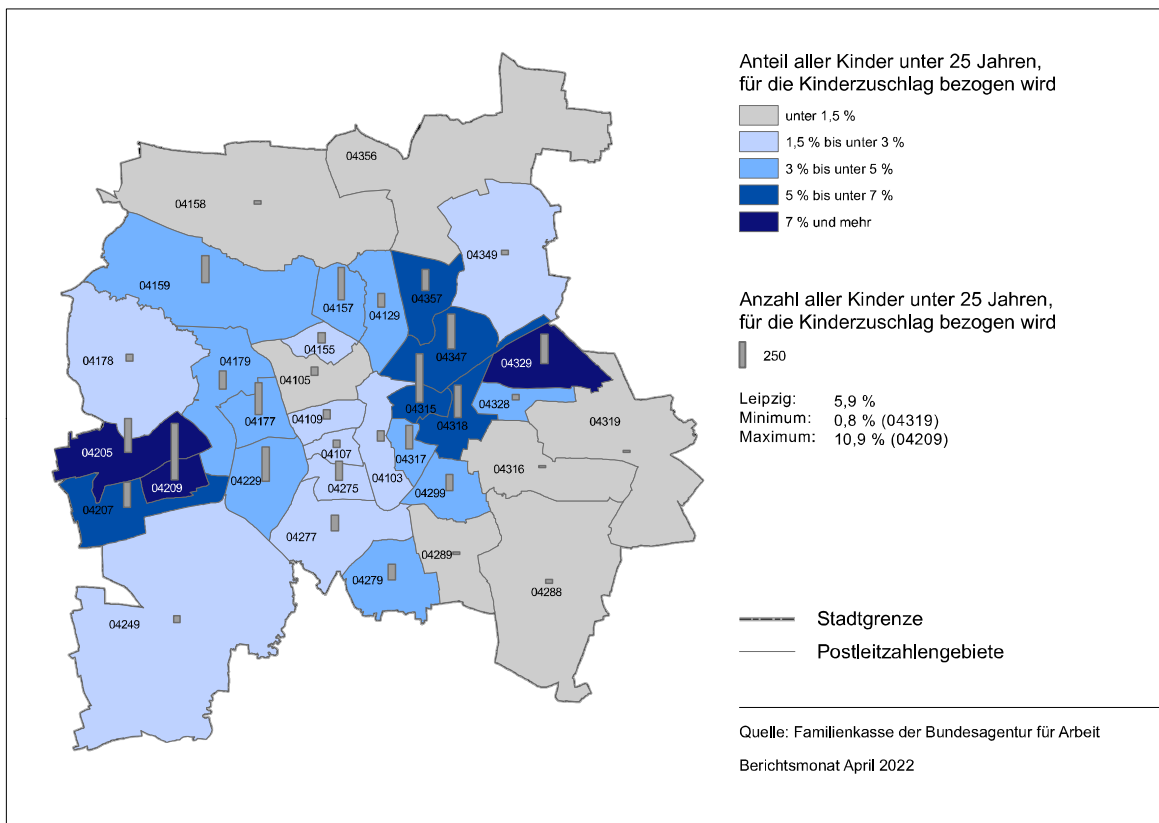 Anteil aller Kinder unter 25 Jahren,
für die Kinderzuschlag bezogen wird
unter 1,5 %
1,5 % bis unter 3 %
3 % bis unter 5 %
5 % bis unter 7 %
7 % und mehr
Anzahl aller Kinder unter 25 Jahren,
für die Kinderzuschlag bezogen wird
250
Leipzig: 5,9 %
Minimum: 0,8 % (04319)
Maximum: 10,9 % (04209)
Stadtgrenze
Postleitzahlengebiete
Quelle: Familienkasse der Bundesagentur für Arbeit
Berichtsmonat April 2022
04356
04158
04349
04159
04357
04157
04129
04155
04347
04178
04179
04329
04105
04328
04315
04109
04177
04318
04319
04107
04317
04205
04209
04316
04103
04229
04275
04299
04207
04277
04289
04279
04288
04249